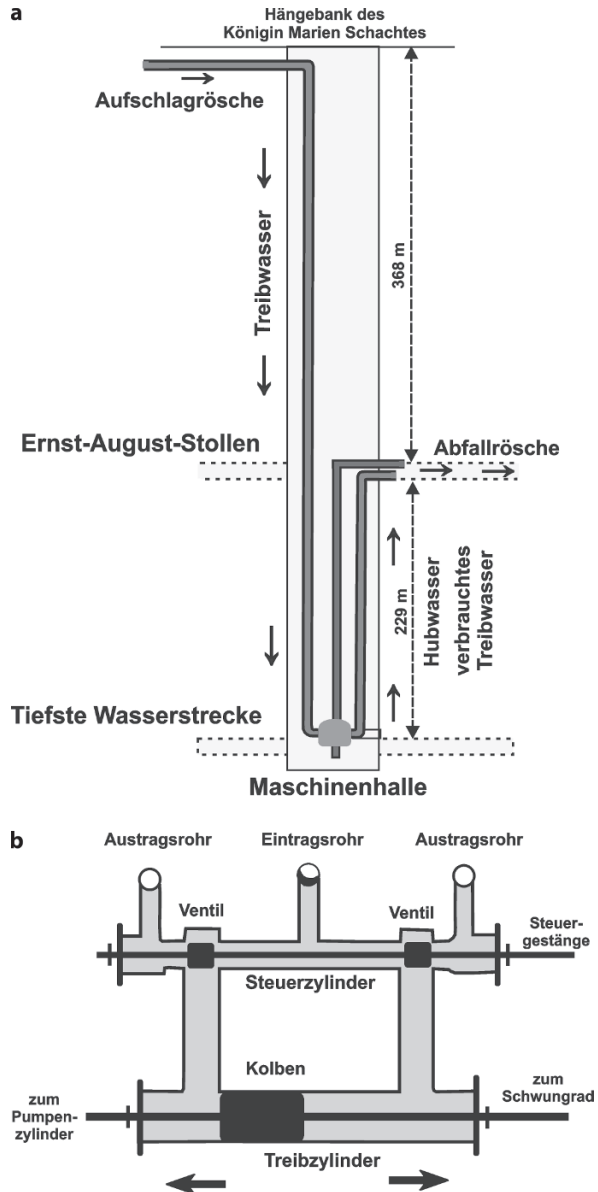 a
Hängebank des
Königin Marien Schachtes
Aufschlagrösche
Treibwasser
368 m
Ernst-August-Stollen
Abfallrösche
229 m
Hubwasser
verbrauchtes
Treibwasser
Tiefste Wasserstrecke
Maschinenhalle
b
Austragsrohr
Eintragsrohr
Austragsrohr
Ventil
Ventil
Steuer-
gestänge
Steuerzylinder
Kolben
zum
Pumpen-
zylinder
zum
Schwungrad
Treibzylinder